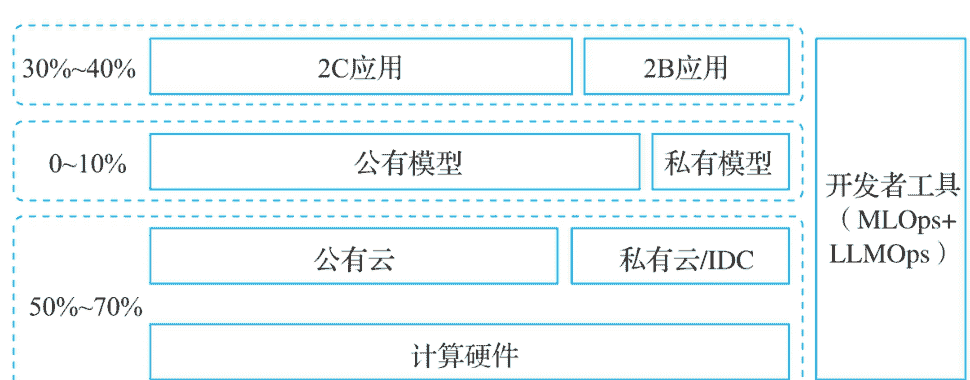 30%~40%
2C应用
2B应用
0~10%
公有模型
私有模型
50%~70%
公有云
私有云/IDC
计算硬件
开发者工具
（MLOps+
LLMOps）